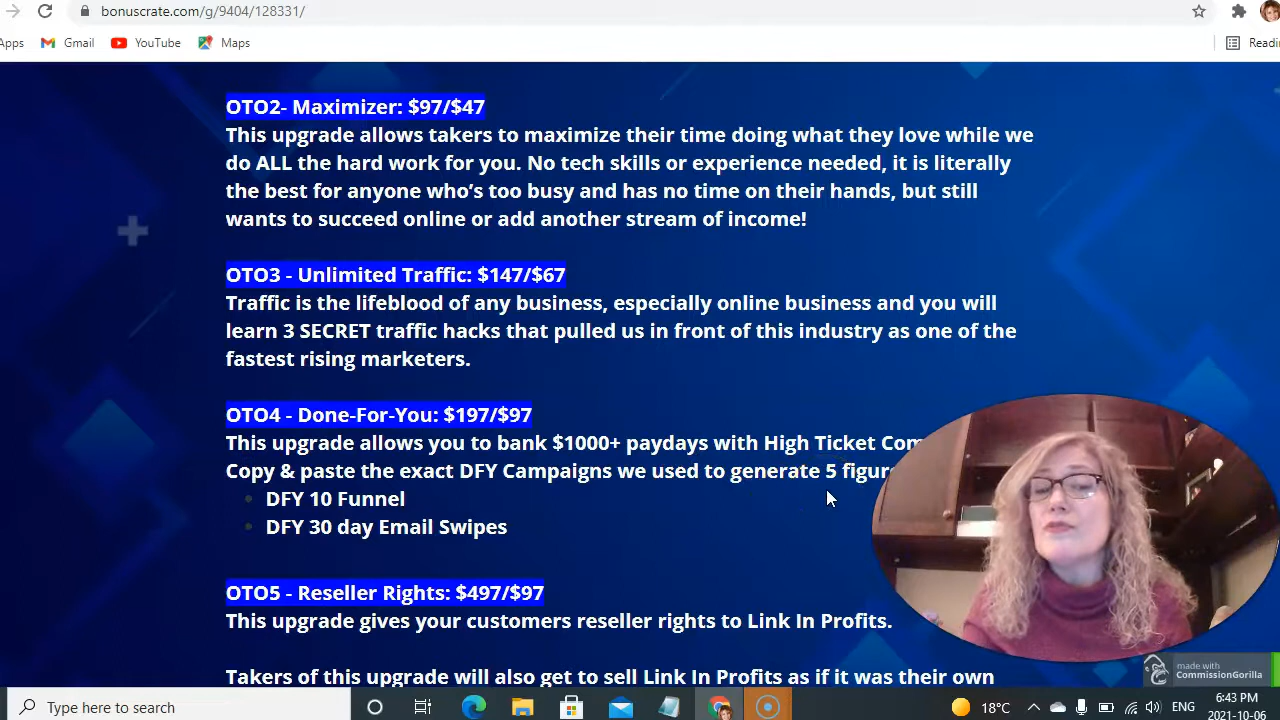 bonuscrate.com/g/9404/128331/
Apps Gmail YouTube Maps
OTO2- Maximizer: $97/$47
This upgrade allows takers to maximize their time doing what they love while we
do ALL the hard work for you. No tech skills or experience needed, it is literally
the best for anyone who's too busy and has no time on their hands, but still
wants to succeed online or add another stream of income!
OTO3 - Unlimited Traffic: $147/$67
Traffic is the lifeblood of any business, especially online business and you will
learn 3 SECRET traffic hacks that pulled us in front of this industry as one of the
fastest rising marketers.
OTO4 - Done-For-You: $197/$97
This upgrade allows you to bank $1000+ paydays with High Ticket
Copy & paste the exact DFY Campaigns we used to generate 5
DFY 10 Funnel
DFY 30 day Email Swipes
OTO5 - Reseller Rights: $497/$97
This upgrade gives your customers reseller rights to Link In Profits.
Takers of this upgrade will also get to sell Link In Profits as if it was their own
made with
CommissionGorilla
Type here to search
18°C
ENG
6:43 PM
2021-10-06